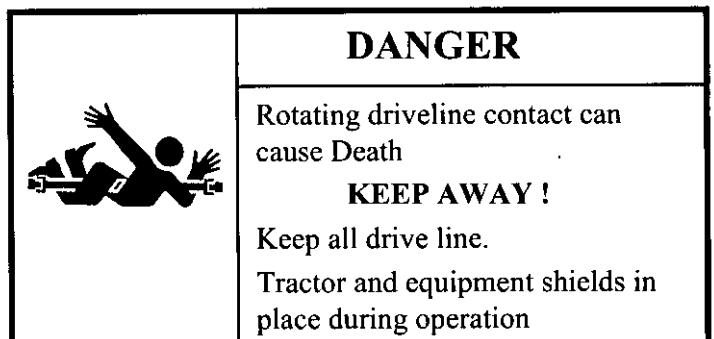 DANGER
Rotating driveline contact can
cause Death
KEEP AWAY !
Keep all drive line.
Tractor and equipment shields in
place during operation